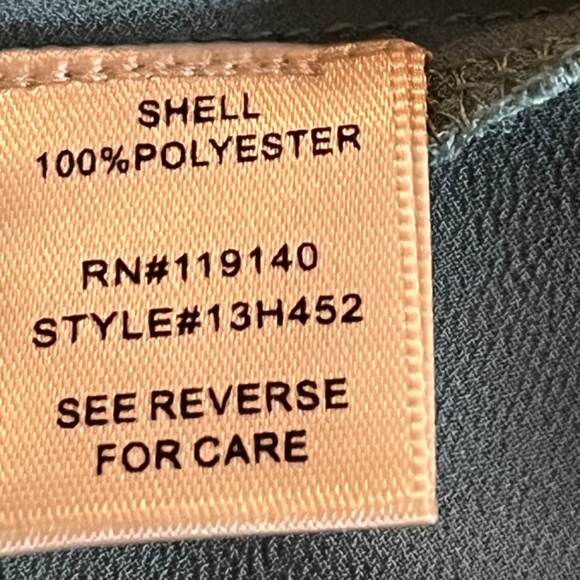 SHELL
100%POLYESTER
RN#119140
STYLE#13H452
SEE REVERSE
FOR CARE